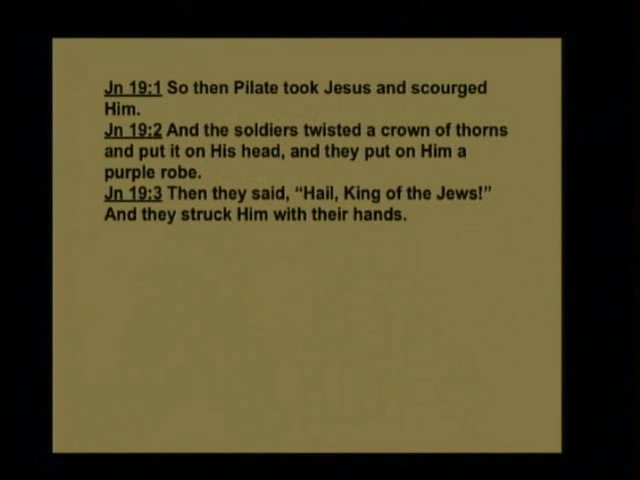 Jn 19:1 So then Pilate took Jesus and scourged
Him.
Jn 19:2 And the soldiers twisted a crown of thorns
and put it on His head, and they put on Him a
purple robe.
Jn 19:3 Then they said, “Hail, King of the Jews!”
And they struck Him with their hands.